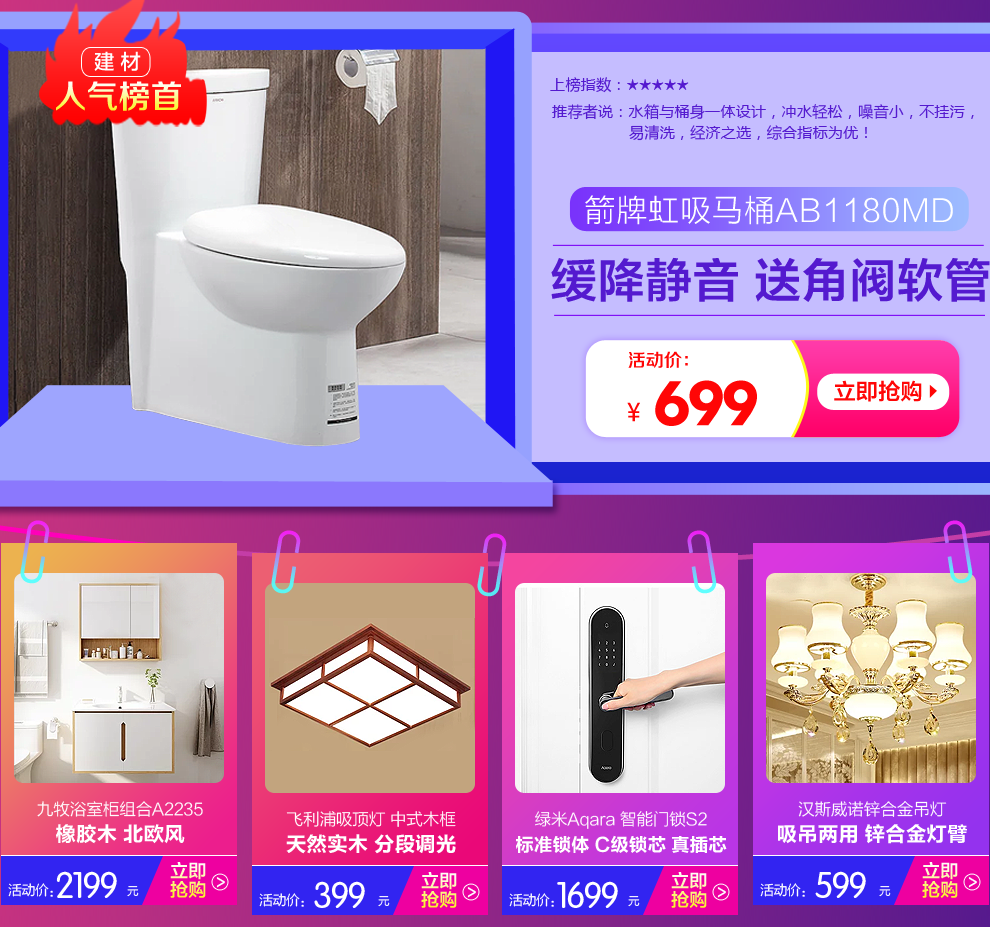 建材
人气榜首
上榜指数：★★★★★
推荐者说：水箱与桶身一体设计，冲水轻松，噪音小，不挂污，
易清洗，经济之选，综合指标为优！
箭牌虹吸马桶AB1180MD
缓降静音 送角阀软管
活动价：
¥ 699
立即抢购
九牧浴室柜组合A2235
橡胶木 北欧风
活动价：2199 元
立即
抢购
飞利浦吸顶灯 中式木框
天然实木 分段调光
活动价：399 元
立即
抢购
Aqara
绿米Aqara 智能门锁S2
标准锁体 C级锁芯 真插芯
活动价：1699 元
立即
抢购
汉斯威诺锌合金吊灯
吸吊两用 锌合金灯臂
活动价：599 元
立即
抢购